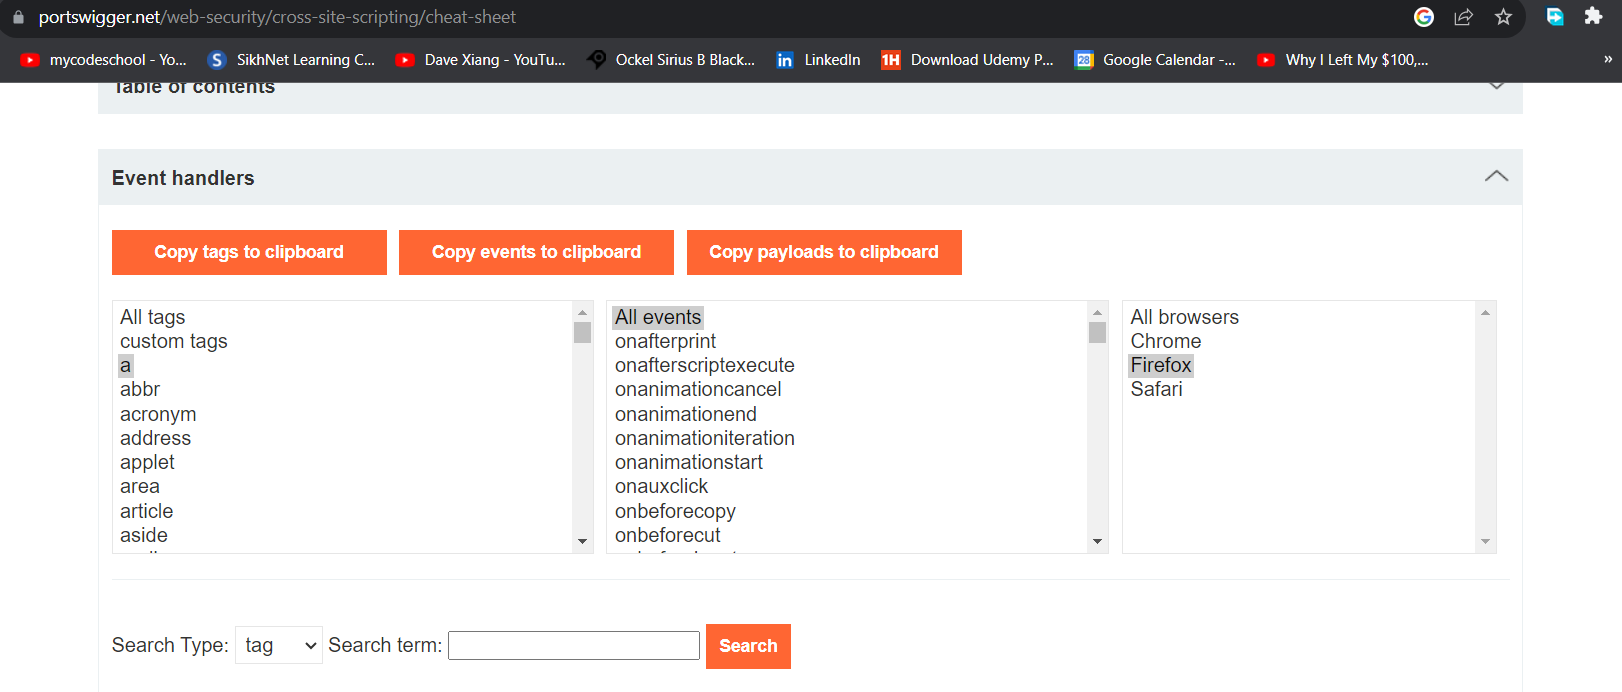 portswigger.net/web-security/cross-site-scripting/cheat-sheet
mycodeschool - Yo... S SikhNet Learning C... Dave Xiang - YouTu... Ockel Sirius B Black... in LinkedIn 1H Download Udemy P... 28 Google Calendar -... Why I Left My $100,... »
Table of contents
Event handlers
Copy tags to clipboard Copy events to clipboard Copy payloads to clipboard
All tags All events All browsers
custom tags onafterprint Chrome
a onafterscriptexecute Firefox
abbr onanimationcancel Safari
acronym onanimationend
address onanimationiteration
applet onanimationstart
area onauxclick
article onbeforecopy
aside onbeforecut
Search Type: tag Search term: Search